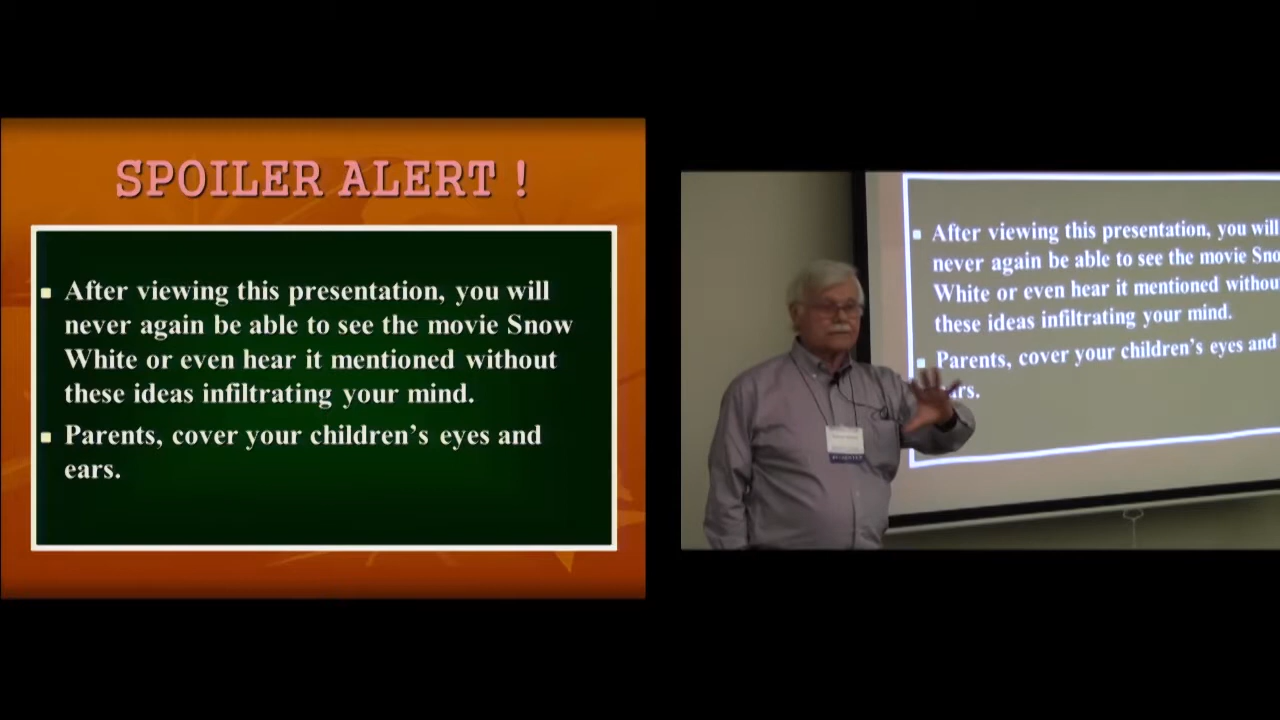 SPOILER ALERT !
After viewing this presentation, you will
never again be able to see the movie Snow
White or even hear it mentioned without
these ideas infiltrating your mind.
Parents, cover your children’s eyes and
ears.
After viewing this presentation, you will
never again be able to see the movie Sno
White or even hear it mentioned withou
these ideas infiltrating your mind.
Parents, cover your children’s eyes and
ars.